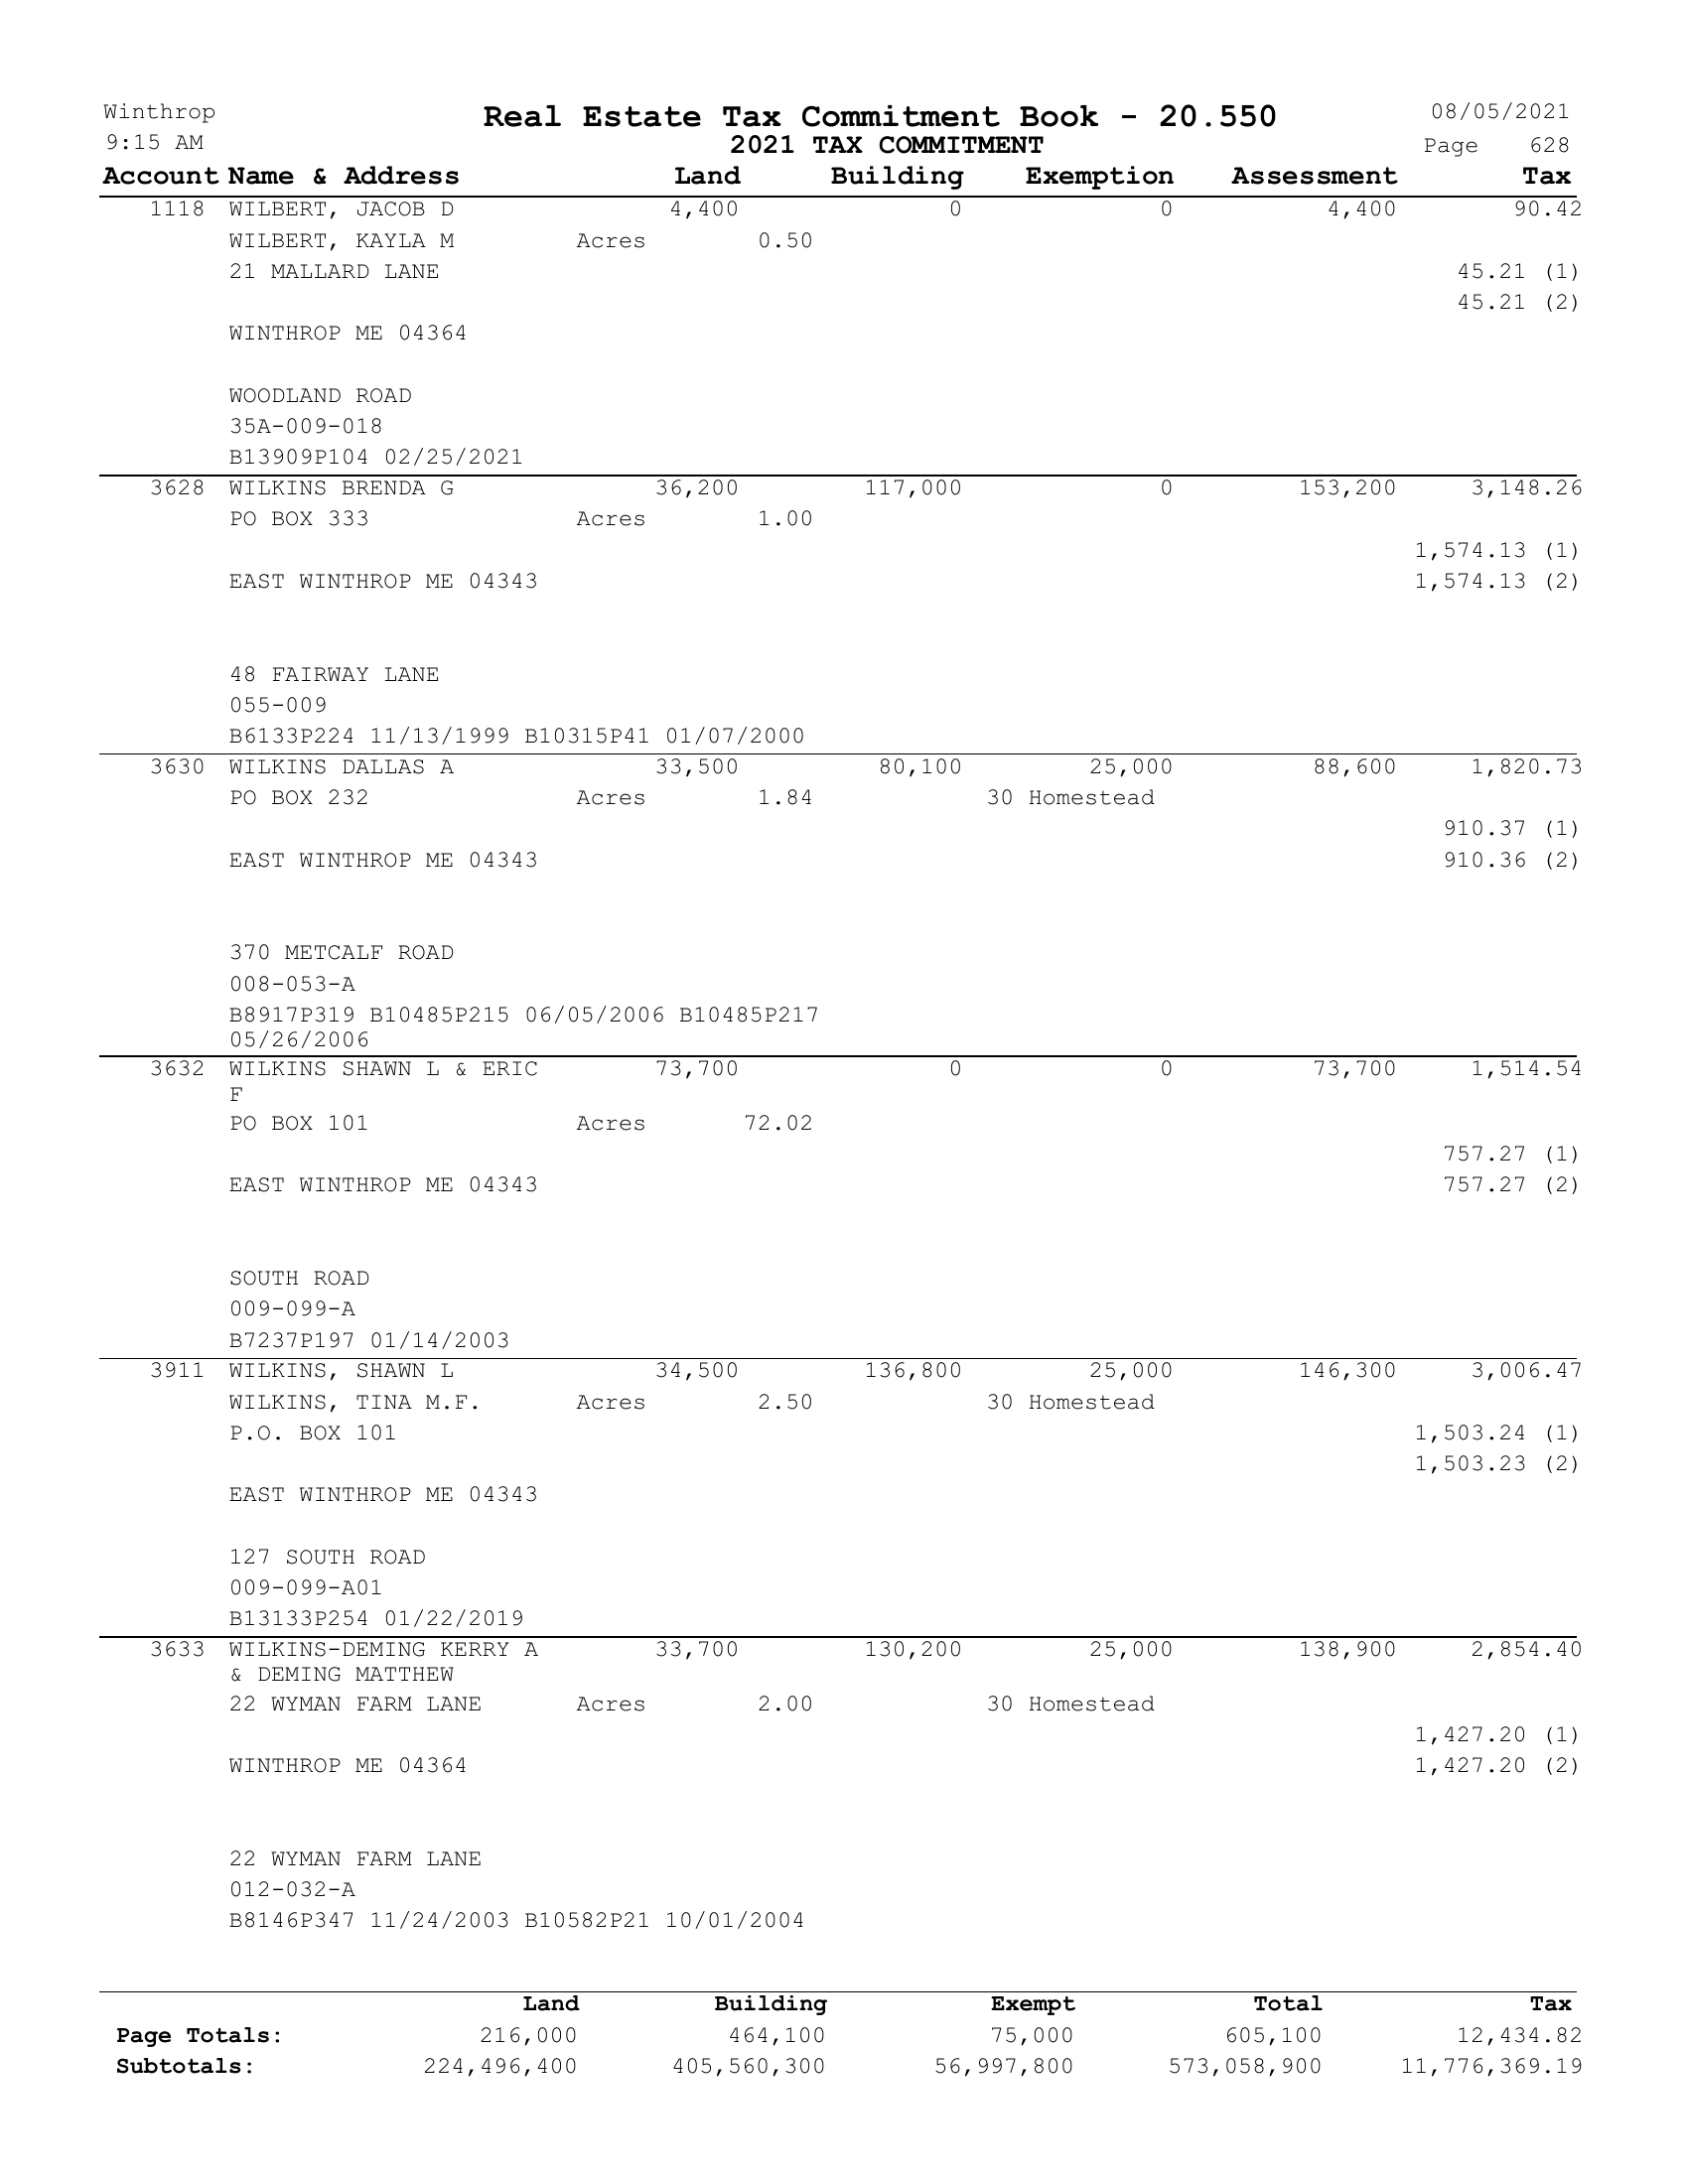 Winthrop Real Estate Tax Commitment Book - 20.550 08/05/2021
9:15 AM 2021 TAX COMMITMENT Page 628
Account Name & Address Land Building Exemption Assessment Tax
1118 WILBERT, JACOB D 4,400 0 0 4,400 90.42
WILBERT, KAYLA M Acres 0.50
21 MALLARD LANE 45.21 (1)
45.21 (2)
WINTHROP ME 04364
WOODLAND ROAD
35A-009-018
B13909P104 02/25/2021
3628 WILKINS BRENDA G 36,200 117,000 0 153,200 3,148.26
PO BOX 333 Acres 1.00
1,574.13 (1)
EAST WINTHROP ME 04343 1,574.13 (2)
48 FAIRWAY LANE
055-009
B6133P224 11/13/1999 B10315P41 01/07/2000
3630 WILKINS DALLAS A 33,500 80,100 25,000 88,600 1,820.73
PO BOX 232 Acres 1.84 30 Homestead
910.37 (1)
EAST WINTHROP ME 04343 910.36 (2)
370 METCALF ROAD
008-053-A
B8917P319 B10485P215 06/05/2006 B10485P217
05/26/2006
3632 WILKINS SHAWN L & ERIC 73,700 0 0 73,700 1,514.54
F
PO BOX 101 Acres 72.02
757.27 (1)
EAST WINTHROP ME 04343 757.27 (2)
SOUTH ROAD
009-099-A
B7237P197 01/14/2003
3911 WILKINS, SHAWN L 34,500 136,800 25,000 146,300 3,006.47
WILKINS, TINA M.F. Acres 2.50 30 Homestead
P.O. BOX 101 1,503.24 (1)
1,503.23 (2)
EAST WINTHROP ME 04343
127 SOUTH ROAD
009-099-A01
B13133P254 01/22/2019
3633 WILKINS-DEMING KERRY A 33,700 130,200 25,000 138,900 2,854.40
& DEMING MATTHEW
22 WYMAN FARM LANE Acres 2.00 30 Homestead
1,427.20 (1)
WINTHROP ME 04364 1,427.20 (2)
22 WYMAN FARM LANE
012-032-A
B8146P347 11/24/2003 B10582P21 10/01/2004
Land Building Exempt Total Tax
Page Totals: 216,000 464,100 75,000 605,100 12,434.82
Subtotals: 224,496,400 405,560,300 56,997,800 573,058,900 11,776,369.19